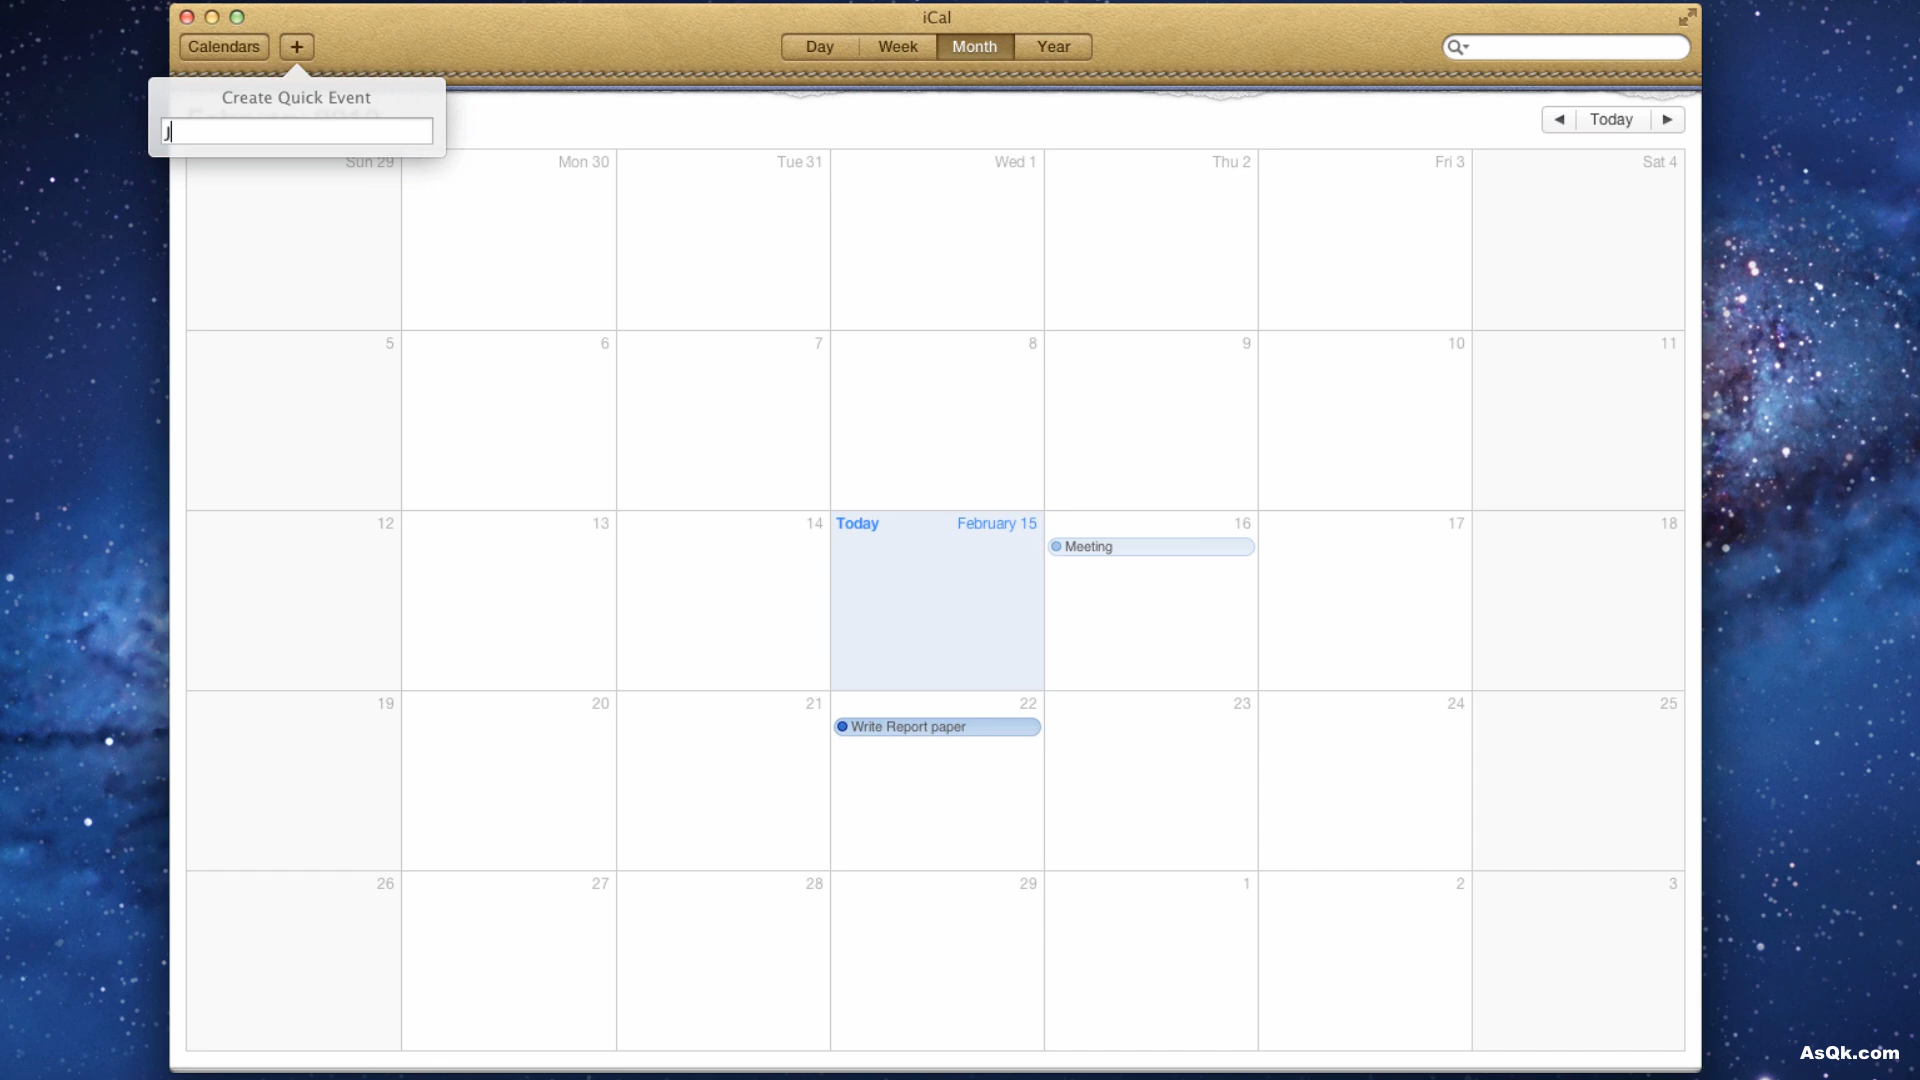 iCal
Calendars + Day Week Month Year
Create Quick Event
J
Today
Sun 29 Mon 30 Tue 31 Wed 1 Thu 2 Fri 3 Sat 4
5 6 7 8 9 10 11
12 13 14 Today February 15 16 17 18
Meeting
19 20 21 22 23 24 25
Write Report paper
26 27 28 29 1 2 3
AsQk.com